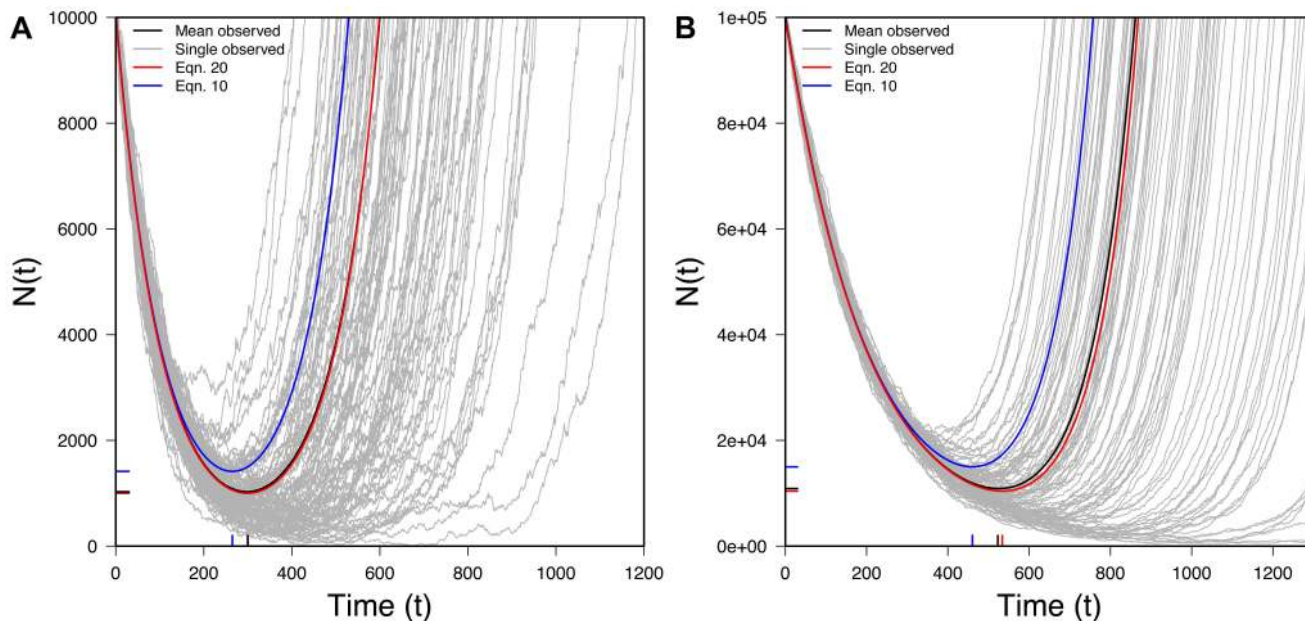 A
10000
8000
6000
4000
2000
0
N(t)
Mean observed
Single observed
Eqn. 20
Eqn. 10
0 200 400 600 800 1000 1200
Time (t)
B
1e+05
8e+04
6e+04
4e+04
2e+04
0e+00
N(t)
Mean observed
Single observed
Eqn. 20
Eqn. 10
0 200 400 600 800 1000 1200
Time (t)